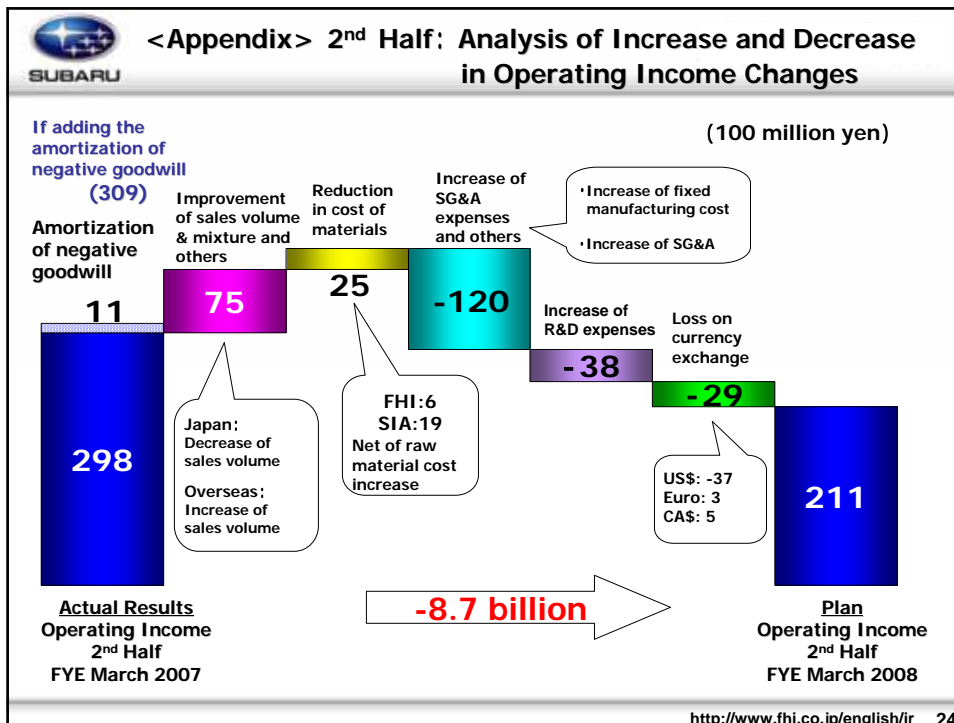 SUBARU
<Appendix> 2nd Half: Analysis of Increase and Decrease
in Operating Income Changes
(100 million yen)
If adding the
amortization of
negative goodwill
(309)
Amortization
of negative
goodwill
11
298
Improvement
of sales volume
& mixture and
others
75
Japan:
Decrease of
sales volume
Overseas:
Increase of
sales volume
Reduction
in cost of
materials
25
FHI:6
SIA:19
Net of raw
material cost
increase
Increase of
SG&A
expenses
and others
-120
・Increase of fixed
manufacturing cost
・Increase of SG&A
Increase of
R&D expenses
-38
Loss on
currency
exchange
-29
US$: -37
Euro: 3
CA$: 5
211
Actual Results
Operating Income
2nd Half
FYE March 2007
-8.7 billion
Plan
Operating Income
2nd Half
FYE March 2008
http://www.fhi.co.jp/english/ir 24